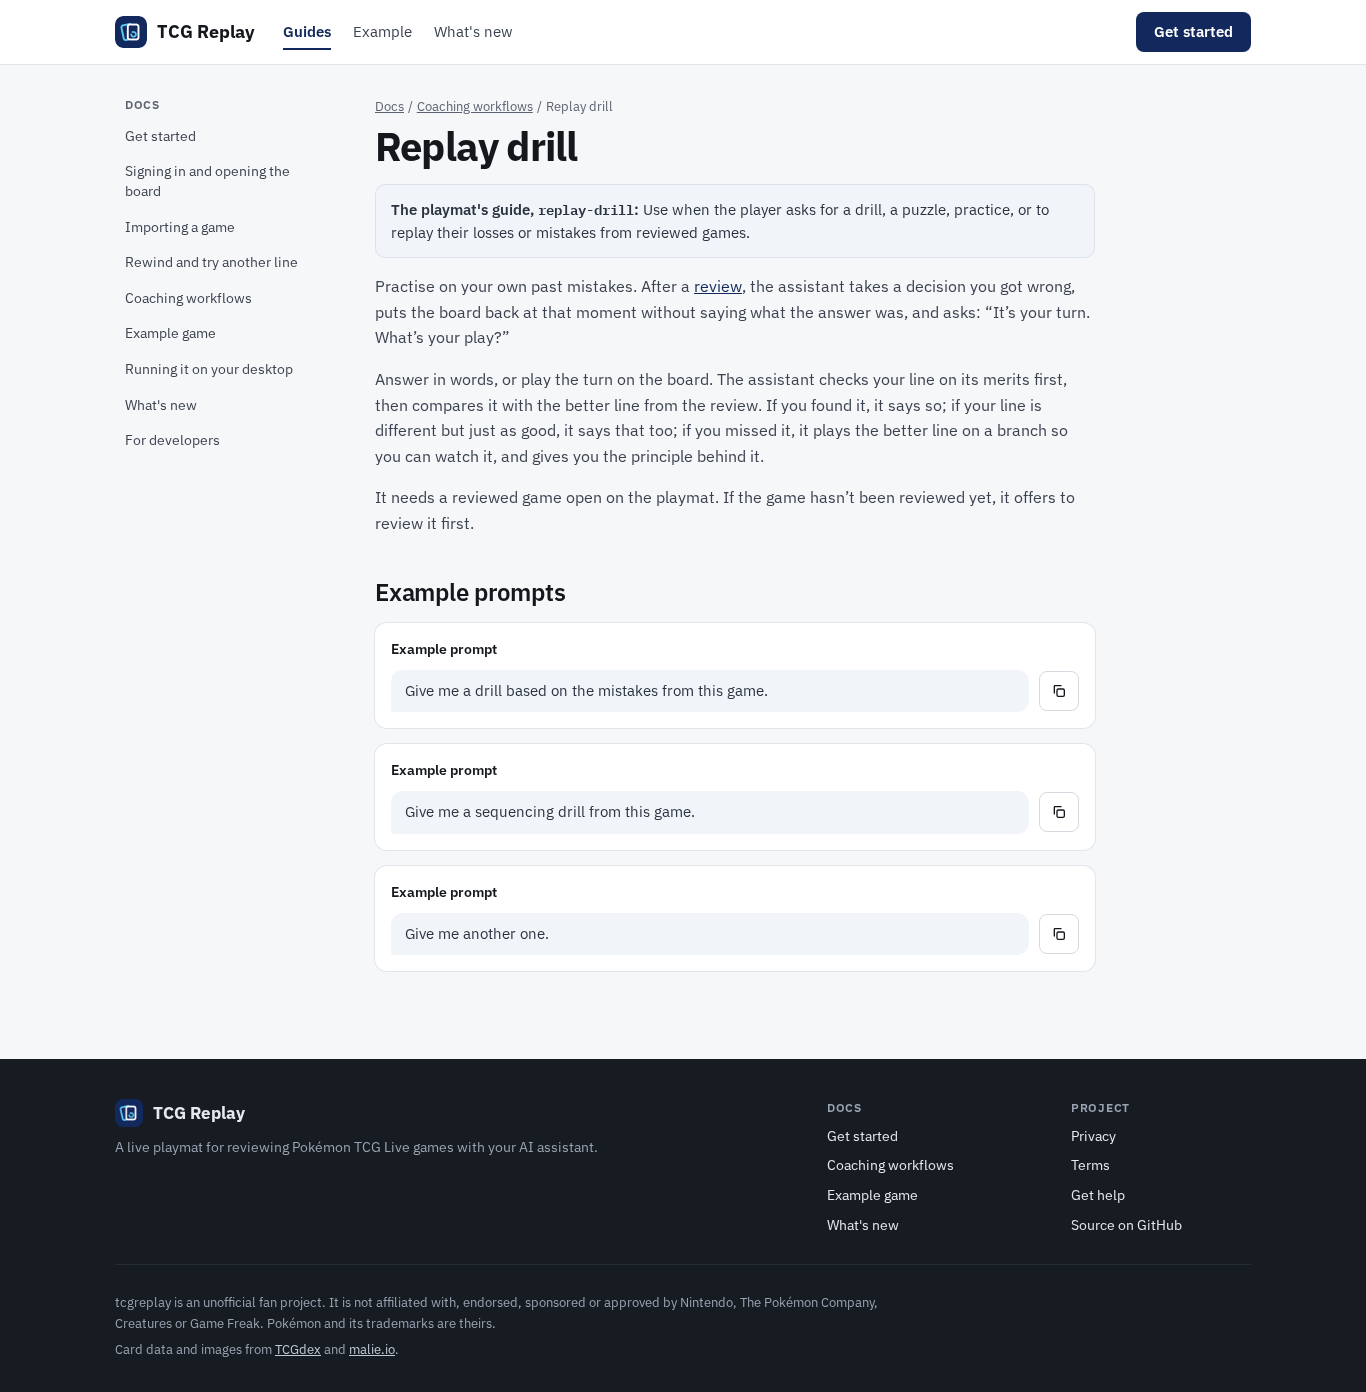 TCG Replay
Guides
Example
What's new
Get started
DOCS
Get started
Signing in and opening the
board
Importing a game
Rewind and try another line
Coaching workflows
Example game
Running it on your desktop
What's new
For developers
Docs / Coaching workflows / Replay drill
Replay drill
The playmat's guide, replay-drill: Use when the player asks for a drill, a puzzle, practice, or to
replay their losses or mistakes from reviewed games.
Practise on your own past mistakes. After a review, the assistant takes a decision you got wrong,
puts the board back at that moment without saying what the answer was, and asks: “It’s your turn.
What’s your play?”
Answer in words, or play the turn on the board. The assistant checks your line on its merits first,
then compares it with the better line from the review. If you found it, it says so; if your line is
different but just as good, it says that too; if you missed it, it plays the better line on a branch so
you can watch it, and gives you the principle behind it.
It needs a reviewed game open on the playmat. If the game hasn’t been reviewed yet, it offers to
review it first.
Example prompts
Example prompt
Give me a drill based on the mistakes from this game.
Example prompt
Give me a sequencing drill from this game.
Example prompt
Give me another one.
TCG Replay
A live playmat for reviewing Pokémon TCG Live games with your AI assistant.
DOCS
Get started
Coaching workflows
Example game
What's new
PROJECT
Privacy
Terms
Get help
Source on GitHub
tcgreplay is an unofficial fan project. It is not affiliated with, endorsed, sponsored or approved by Nintendo, The Pokémon Company,
Creatures or Game Freak. Pokémon and its trademarks are theirs.
Card data and images from TCGdex and malie.io.